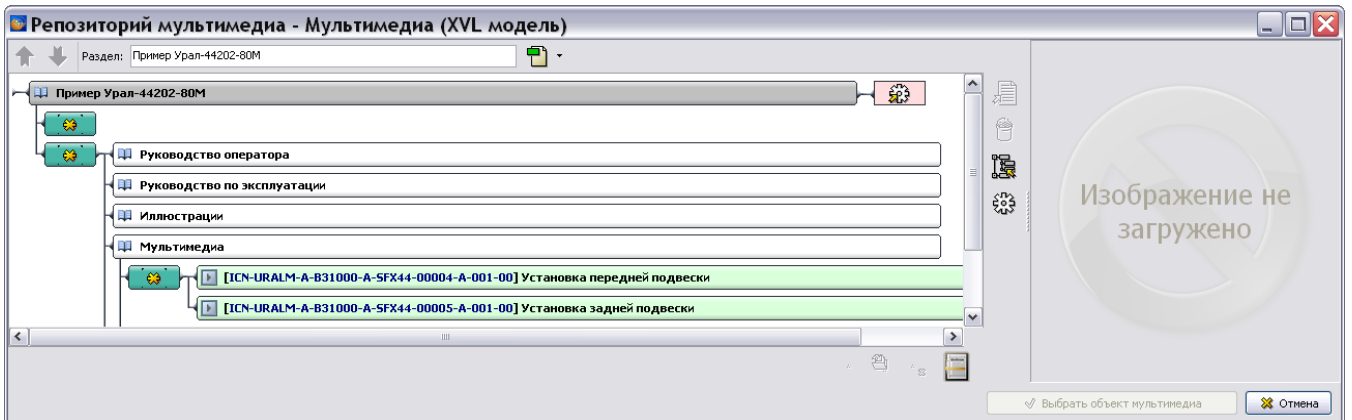 Репозиторий мультимедиа - Мультимедиа (XVL модель)
Раздел: Пример Урал-44202-80М
Пример Урал-44202-80М
Руководство оператора
Руководство по эксплуатации
Иллюстрации
Мультимедиа
[ICN-URALM-A-B31000-A-SFX44-00004-A-001-00] Установка передней подвески
[ICN-URALM-A-B31000-A-SFX44-00005-A-001-00] Установка задней подвески
Изображение не
загружено
Выбрать объект мультимедиа
Отмена